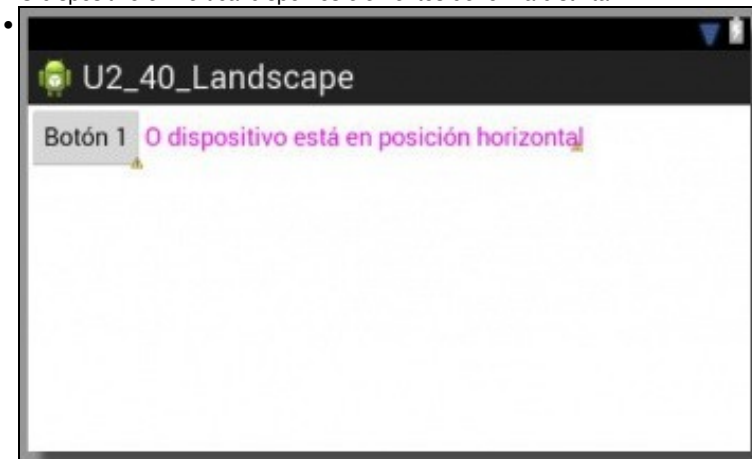 U2_40_Landscape
Botón 1 O dispositivo está en posición horizontal